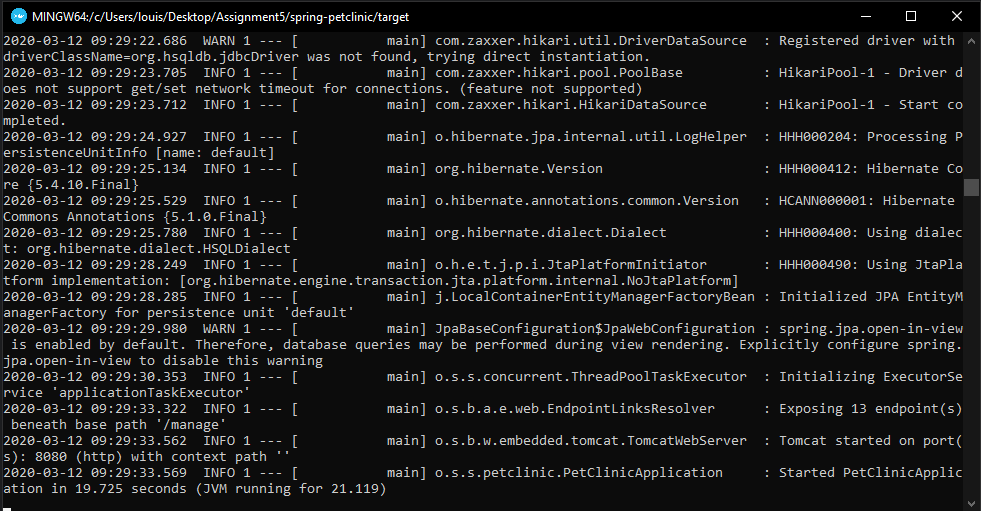 MINGW64:/c/Users/louis/Desktop/Assignment5/spring-petclinic/target
2020-03-12 09:29:22.686  WARN 1 --- [           main] com.zaxxer.hikari.util.DriverDataSource  : Registered driver with
driverClassName=org.hsqldb.jdbcDriver was not found, trying direct instantiation.
2020-03-12 09:29:23.705  INFO 1 --- [           main] com.zaxxer.hikari.pool.PoolBase          : HikariPool-1 - Driver d
oes not support get/set network timeout for connections. (feature not supported)
2020-03-12 09:29:23.712  INFO 1 --- [           main] com.zaxxer.hikari.HikariDataSource       : HikariPool-1 - Start co
mpleted.
2020-03-12 09:29:24.927  INFO 1 --- [           main] o.hibernate.jpa.internal.util.LogHelper  : HHH000204: Processing P
ersistenceUnitInfo [name: default]
2020-03-12 09:29:25.134  INFO 1 --- [           main] org.hibernate.Version                    : HHH000412: Hibernate Co
re {5.4.10.Final}
2020-03-12 09:29:25.529  INFO 1 --- [           main] o.hibernate.annotations.common.Version   : HCANN000001: Hibernate
Commons Annotations {5.1.0.Final}
2020-03-12 09:29:25.780  INFO 1 --- [           main] org.hibernate.dialect.Dialect            : HHH000400: Using dialec
t: org.hibernate.dialect.HSQLDialect
2020-03-12 09:29:28.249  INFO 1 --- [           main] o.h.e.t.j.p.i.JtaPlatformInitiator       : HHH000490: Using JtaPla
tform implementation: [org.hibernate.engine.transaction.jta.platform.internal.NoJtaPlatform]
2020-03-12 09:29:28.285  INFO 1 --- [           main] j.LocalContainerEntityManagerFactoryBean : Initialized JPA EntityM
anagerFactory for persistence unit 'default'
2020-03-12 09:29:29.980  WARN 1 --- [           main] JpaBaseConfiguration$JpaWebConfiguration : spring.jpa.open-in-view
 is enabled by default. Therefore, database queries may be performed during view rendering. Explicitly configure spring.
jpa.open-in-view to disable this warning
2020-03-12 09:29:30.353  INFO 1 --- [           main] o.s.s.concurrent.ThreadPoolTaskExecutor  : Initializing ExecutorSe
rvice 'applicationTaskExecutor'
2020-03-12 09:29:33.322  INFO 1 --- [           main] o.s.b.a.e.web.EndpointLinksResolver      : Exposing 13 endpoint(s)
 beneath base path '/manage'
2020-03-12 09:29:33.562  INFO 1 --- [           main] o.s.b.w.embedded.tomcat.TomcatWebServer  : Tomcat started on port(
s): 8080 (http) with context path ''
2020-03-12 09:29:33.569  INFO 1 --- [           main] o.s.s.petclinic.PetClinicApplication     : Started PetClinicApplic
ation in 19.725 seconds (JVM running for 21.119)